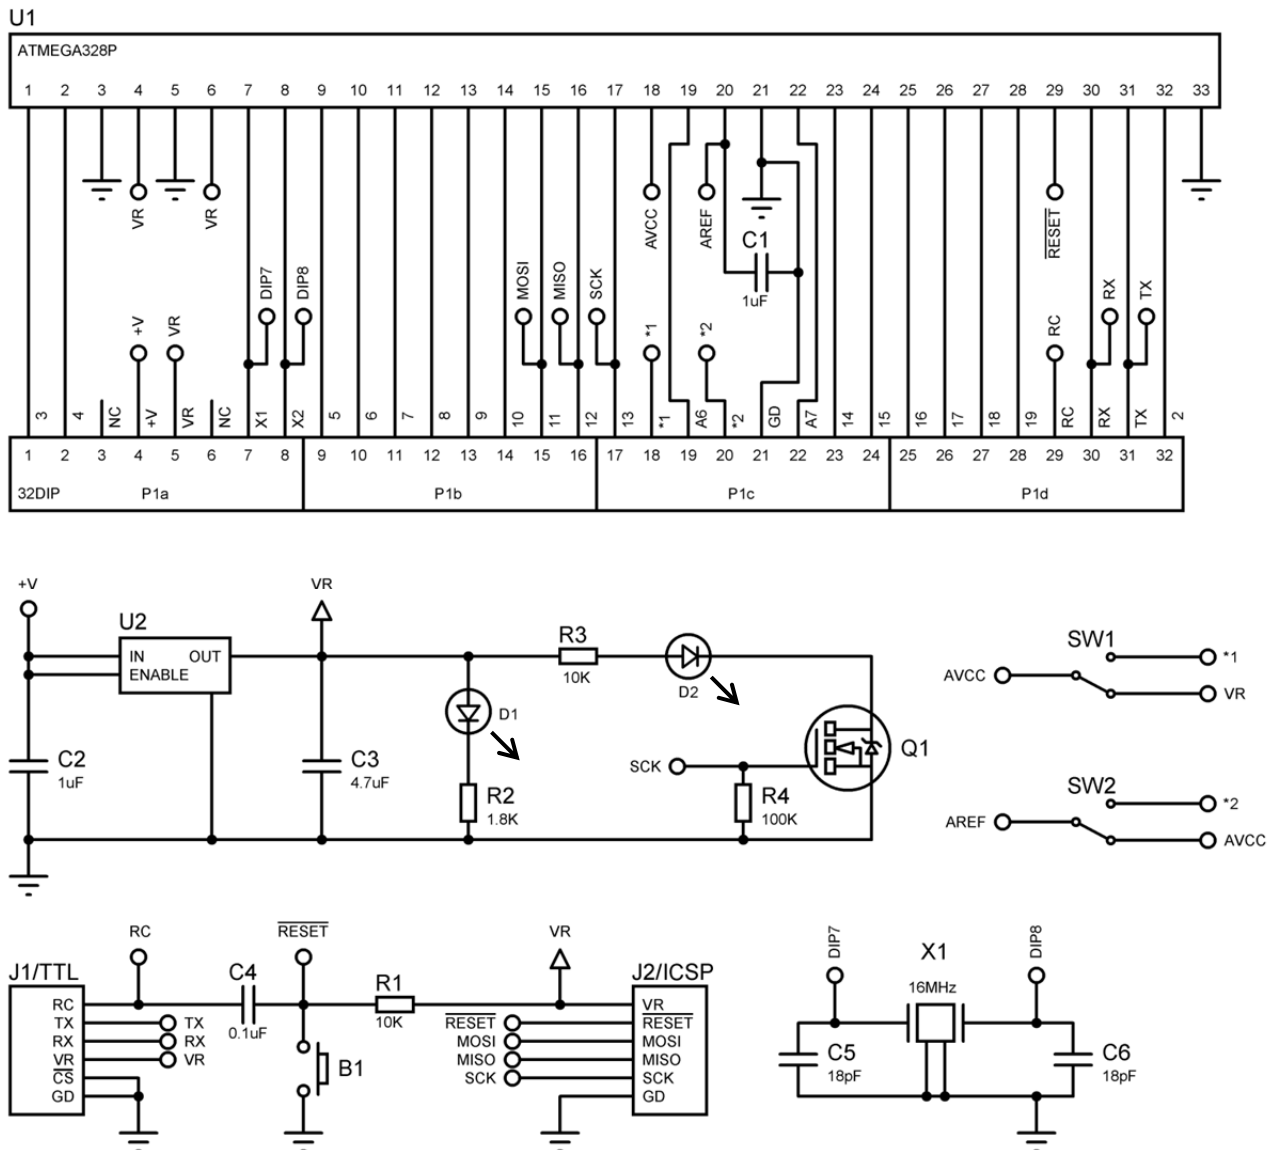 U1
ATMEGA328P
1 2 3 4 5 6 7 8 9 10 11 12 13 14 15 16 17 18 19 20 21 22 23 24 25 26 27 28 29 30 31 32 33
VR VR AVCC AREF RESET
C1
1uF
DIP7 DIP8 MOSI MISO SCK RX TX
+V VR *1 *2 RC
3 4 NC +V VR NC X1 X2 5 6 7 8 9 10 11 12 13 *1 A6 *2 GD A7 14 15 16 17 18 19 RC RX TX 2
1 2 3 4 5 6 7 8 9 10 11 12 13 14 15 16 17 18 19 20 21 22 23 24 25 26 27 28 29 30 31 32
32DIP P1a P1b P1c P1d
+V VR
U2
IN OUT
ENABLE
R3
10K
D2
D1
C2
1uF
C3
4.7uF
R2
1.8K
SCK
R4
100K
Q1
SW1
*1
AVCC
VR
SW2
*2
AREF
AVCC
RC RESET VR
J1/TTL
RC
TX TX
RX RX
VR VR
CS
GD
C4
0.1uF
R1
10K
B1
J2/ICSP
VR
RESET RESET
MOSI MOSI
MISO MISO
SCK SCK
GD
DIP7 DIP8
X1
16MHz
C5
18pF
C6
18pF